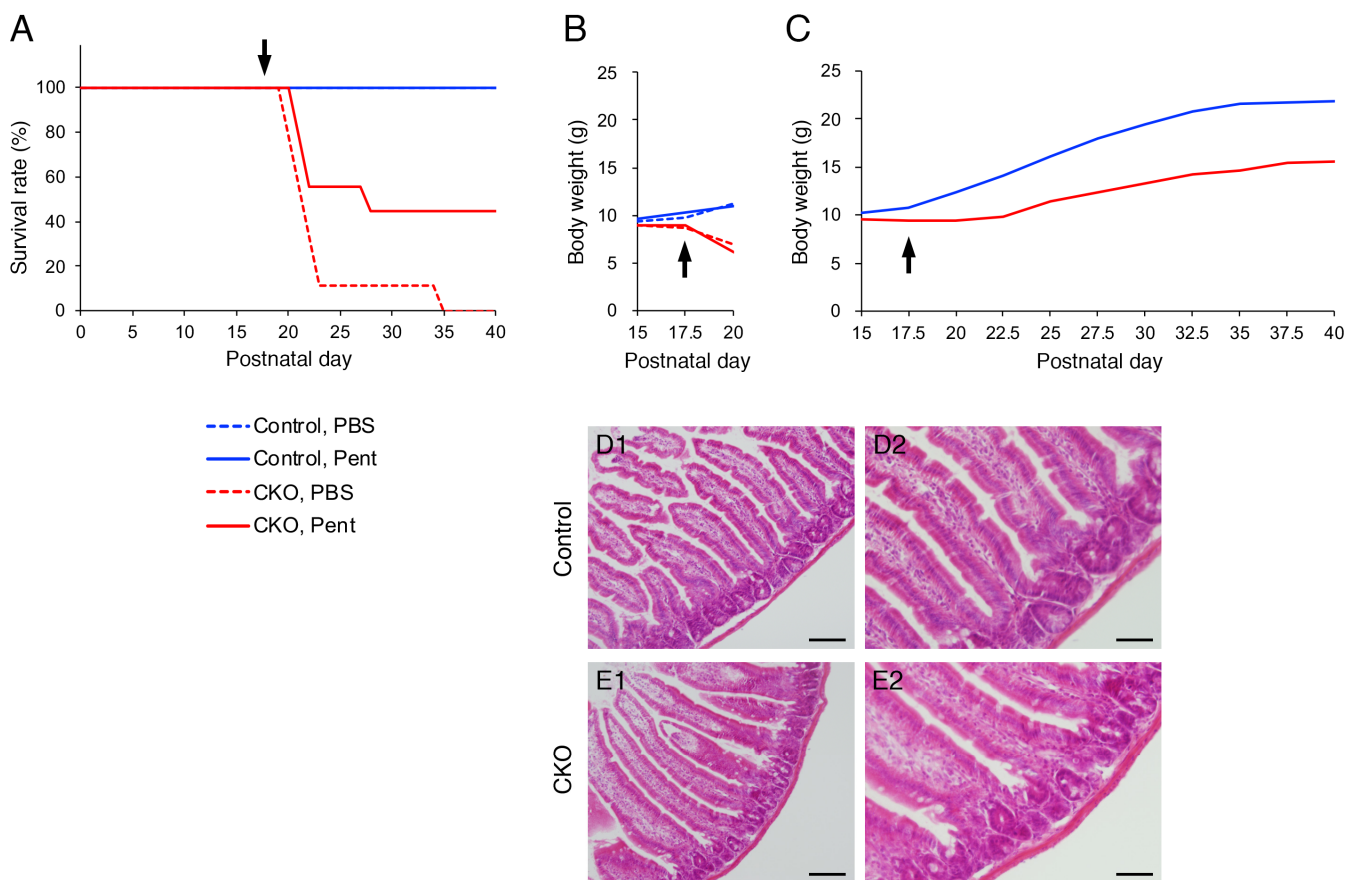 A
Survival rate (%)
100
80
60
40
20
0
0 5 10 15 20 25 30 35 40
Postnatal day
B
Body weight (g)
25
20
15
10
5
0
15 17.5 20
Postnatal day
C
Body weight (g)
25
20
15
10
5
0
15 17.5 20 22.5 25 27.5 30 32.5 35 37.5 40
Postnatal day
Control, PBS
Control, Pent
CKO, PBS
CKO, Pent
Control
D1
D2
CKO
E1
E2